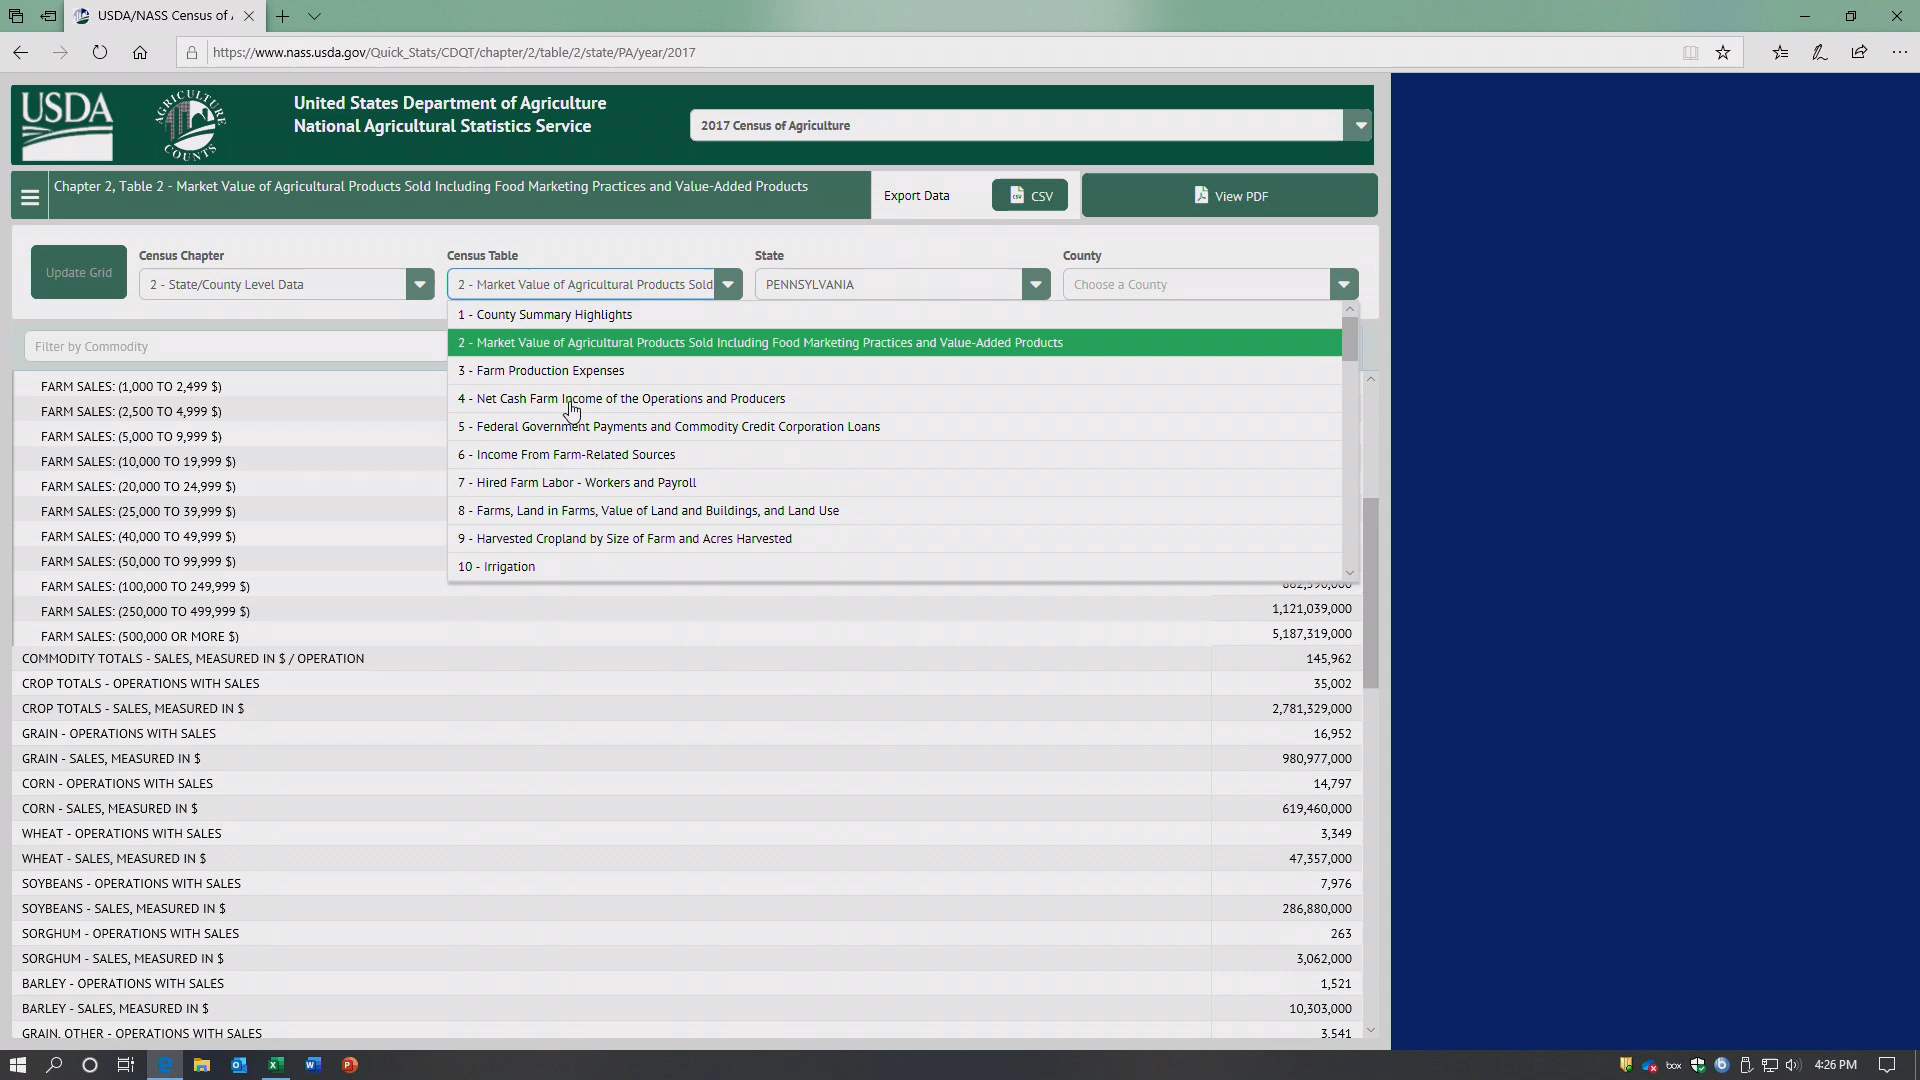 USDA/NASS Census of A
https://www.nass.usda.gov/Quick_Stats/CDQT/chapter/2/table/2/state/PA/year/2017
USDA
AGRICULTURE COUNTS
United States Department of Agriculture
National Agricultural Statistics Service
2017 Census of Agriculture
Chapter 2, Table 2 - Market Value of Agricultural Products Sold Including Food Marketing Practices and Value-Added Products
Export Data
CSV
View PDF
Update Grid
Census Chapter
2 - State/County Level Data
Census Table
2 - Market Value of Agricultural Products Sold
State
PENNSYLVANIA
County
Choose a County
Filter by Commodity
1 - County Summary Highlights
2 - Market Value of Agricultural Products Sold Including Food Marketing Practices and Value-Added Products
3 - Farm Production Expenses
4 - Net Cash Farm Income of the Operations and Producers
5 - Federal Government Payments and Commodity Credit Corporation Loans
6 - Income From Farm-Related Sources
7 - Hired Farm Labor - Workers and Payroll
8 - Farms, Land in Farms, Value of Land and Buildings, and Land Use
9 - Harvested Cropland by Size of Farm and Acres Harvested
10 - Irrigation
FARM SALES: (1,000 TO 2,499 $)
FARM SALES: (2,500 TO 4,999 $)
FARM SALES: (5,000 TO 9,999 $)
FARM SALES: (10,000 TO 19,999 $)
FARM SALES: (20,000 TO 24,999 $)
FARM SALES: (25,000 TO 39,999 $)
FARM SALES: (40,000 TO 49,999 $)
FARM SALES: (50,000 TO 99,999 $)
FARM SALES: (100,000 TO 249,999 $)
FARM SALES: (250,000 TO 499,999 $) 1,121,039,000
FARM SALES: (500,000 OR MORE $) 5,187,319,000
COMMODITY TOTALS - SALES, MEASURED IN $ / OPERATION 145,962
CROP TOTALS - OPERATIONS WITH SALES 35,002
CROP TOTALS - SALES, MEASURED IN $ 2,781,329,000
GRAIN - OPERATIONS WITH SALES 16,952
GRAIN - SALES, MEASURED IN $ 980,977,000
CORN - OPERATIONS WITH SALES 14,797
CORN - SALES, MEASURED IN $ 619,460,000
WHEAT - OPERATIONS WITH SALES 3,349
WHEAT - SALES, MEASURED IN $ 47,357,000
SOYBEANS - OPERATIONS WITH SALES 7,976
SOYBEANS - SALES, MEASURED IN $ 286,880,000
SORGHUM - OPERATIONS WITH SALES 263
SORGHUM - SALES, MEASURED IN $ 3,062,000
BARLEY - OPERATIONS WITH SALES 1,521
BARLEY - SALES, MEASURED IN $ 10,303,000
GRAIN, OTHER - OPERATIONS WITH SALES 3,541
box
4:26 PM